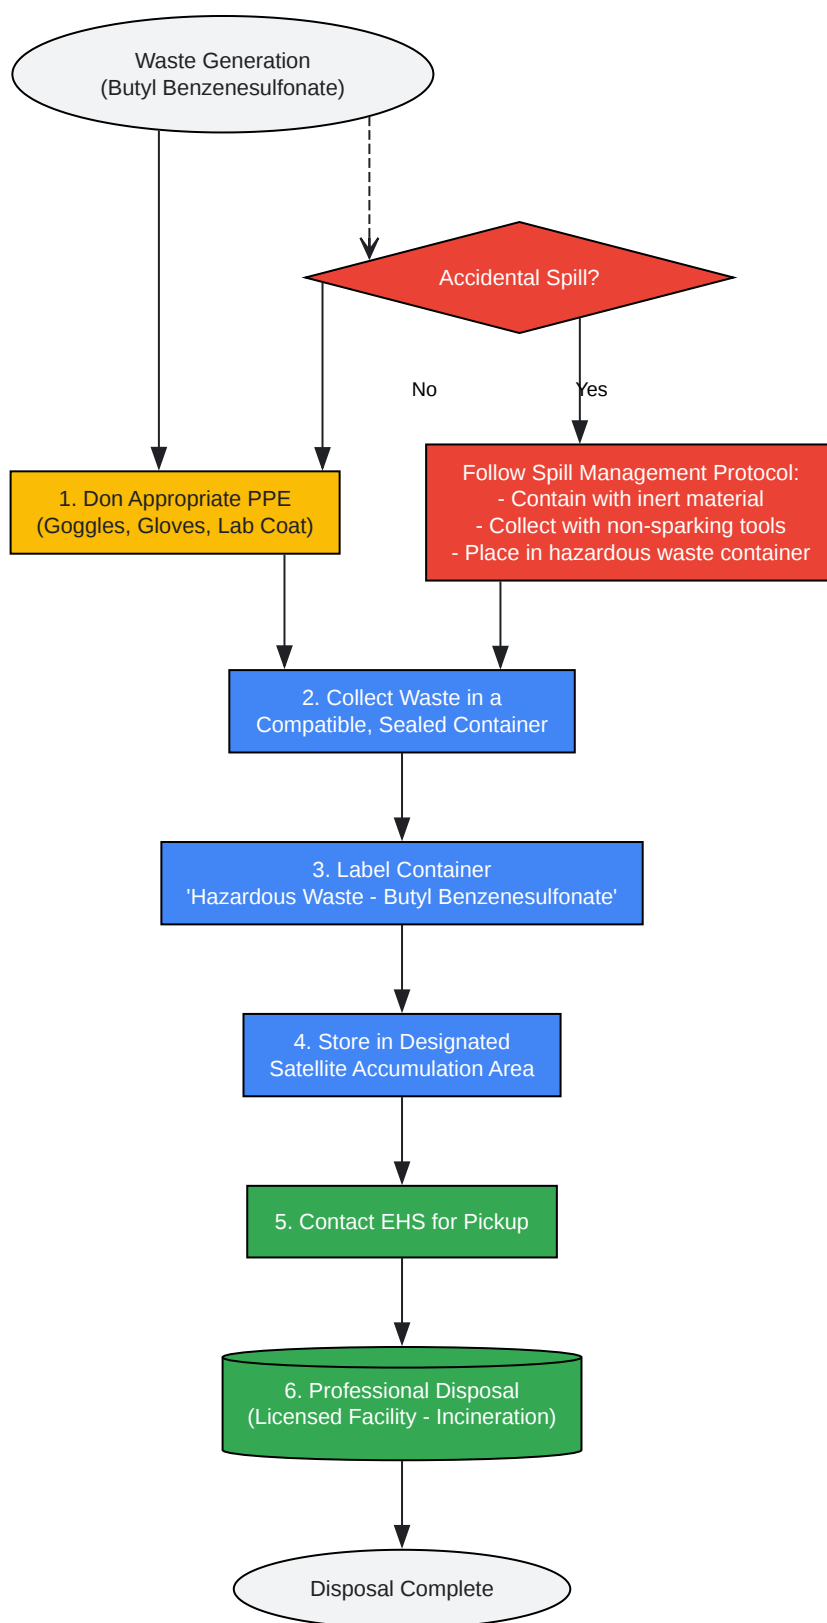 Waste Generation
(Butyl Benzenesulfonate)
Accidental Spill?
No
Yes
1. Don Appropriate PPE
(Goggles, Gloves, Lab Coat)
Follow Spill Management Protocol:
- Contain with inert material
- Collect with non-sparking tools
- Place in hazardous waste container
2. Collect Waste in a
Compatible, Sealed Container
3. Label Container
'Hazardous Waste - Butyl Benzenesulfonate'
4. Store in Designated
Satellite Accumulation Area
5. Contact EHS for Pickup
6. Professional Disposal
(Licensed Facility - Incineration)
Disposal Complete